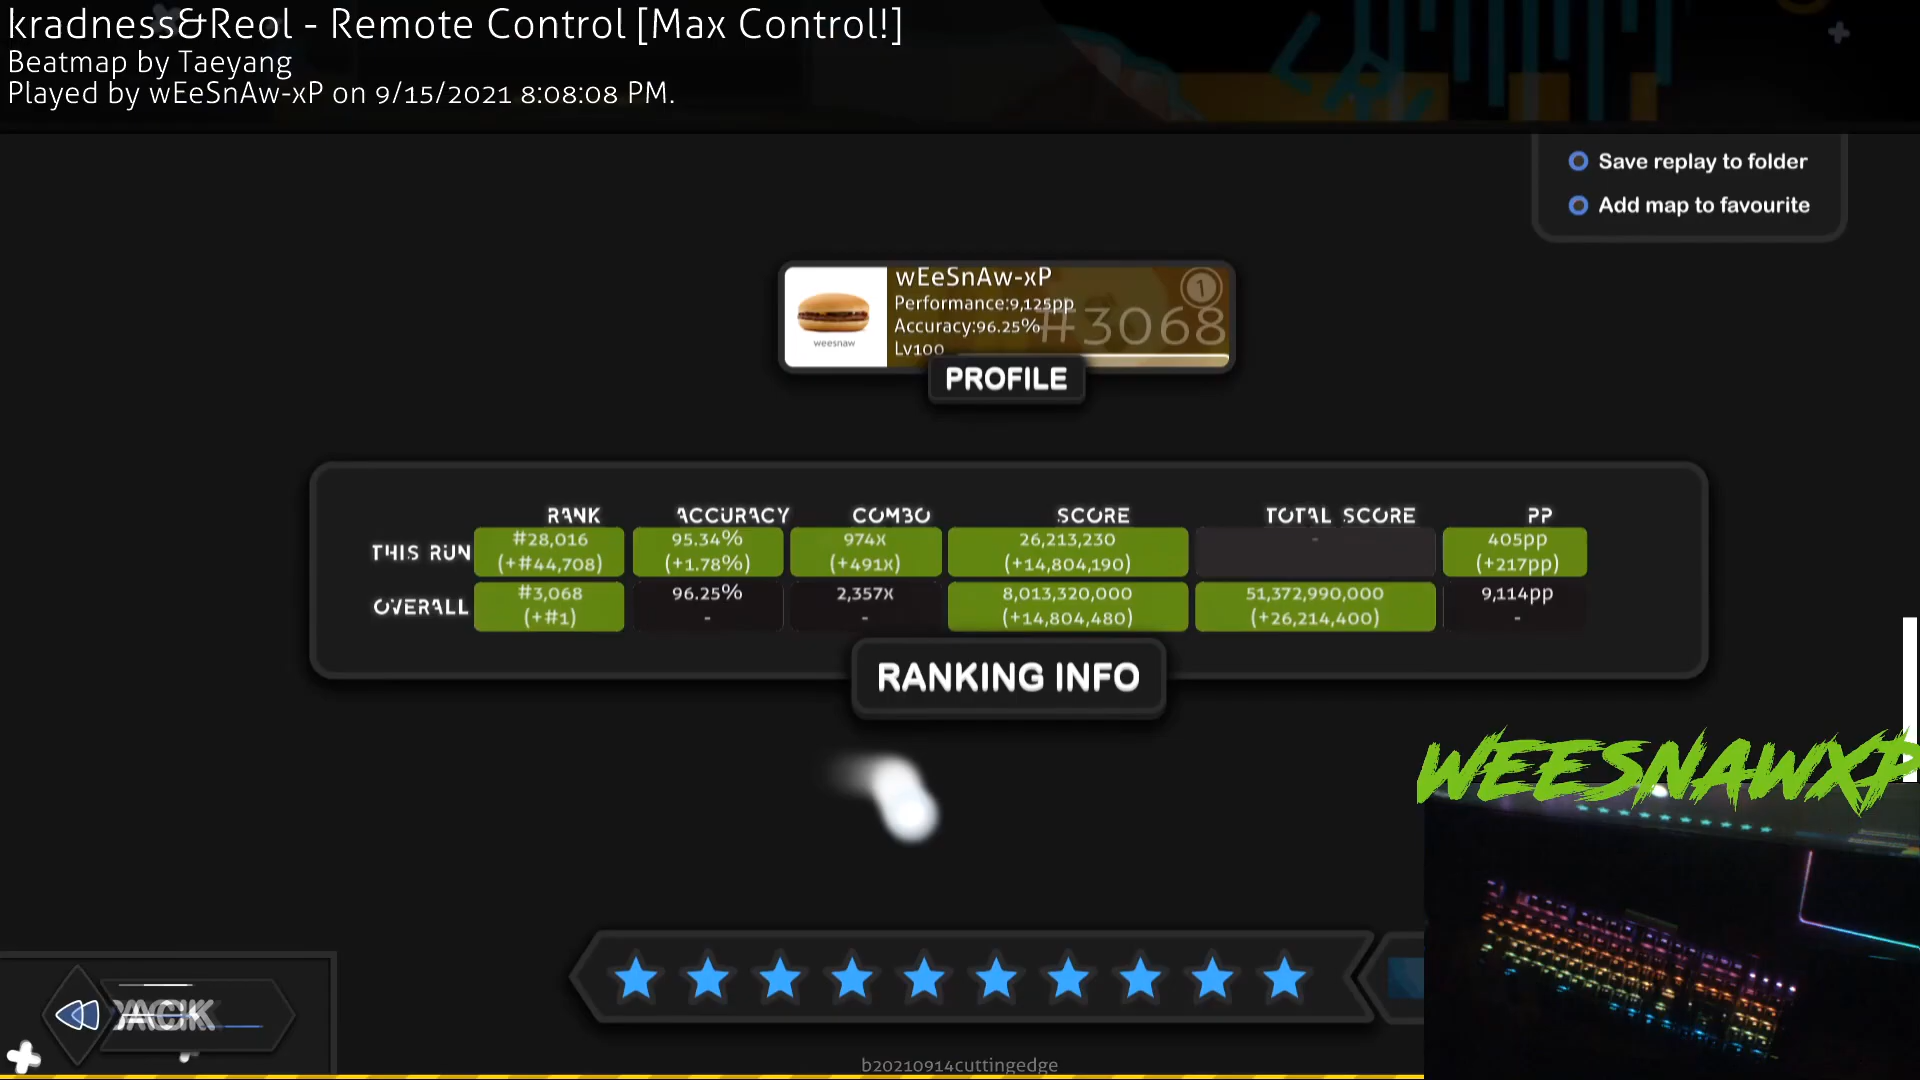 kradness&Reol - Remote Control [Max Control!]
Beatmap by Taeyang
Played by wEeSnAw-xP on 9/15/2021 8:08:08 PM.
Save replay to folder
Add map to favourite
wEeSnAw-xP
1
Performance:9,125pp
Accuracy:96.25%
#3068
Lv100
weesnaw
PROFILE
RANK ACCURACY COMBO SCORE TOTAL SCORE PP
THIS RUN
#28,016 95.34% 974x 26,213,230 - 405pp
(+#44,708) (+1.78%) (+491x) (+14,804,190) (+217pp)
OVERALL
#3,068 96.25% 2,357x 8,013,320,000 51,372,990,000 9,114pp
(+#1) - - (+14,804,480) (+26,214,400) -
RANKING INFO
WEESNAWXP
BACK
b20210914cuttingedge